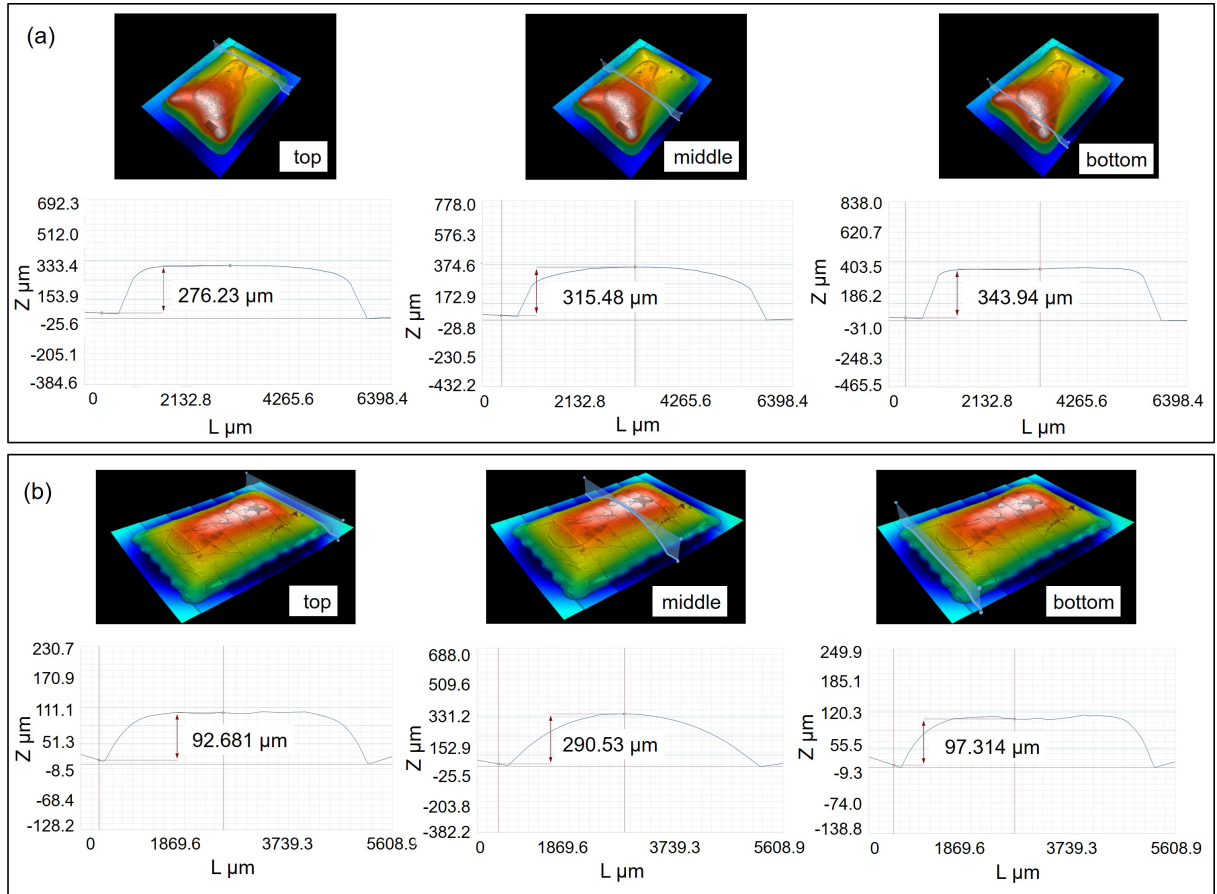 (a)
top
middle
bottom
692.3
512.0
333.4
153.9
-25.6
-205.1
-384.6
Z µm
276.23 µm
0 2132.8 4265.6 6398.4
L µm
778.0
576.3
374.6
172.9
-28.8
-230.5
-432.2
Z µm
315.48 µm
0 2132.8 4265.6 6398.4
L µm
838.0
620.7
403.5
186.2
-31.0
-248.3
-465.5
Z µm
343.94 µm
0 2132.8 4265.6 6398.4
L µm
(b)
top
middle
bottom
230.7
170.9
111.1
51.3
-8.5
-68.4
-128.2
Z µm
92.681 µm
0 1869.6 3739.3 5608.9
L µm
688.0
509.6
331.2
152.9
-25.5
-203.8
-382.2
Z µm
290.53 µm
0 1869.6 3739.3 5608.9
L µm
249.9
185.1
120.3
55.5
-9.3
-74.0
-138.8
Z µm
97.314 µm
0 1869.6 3739.3 5608.9
L µm